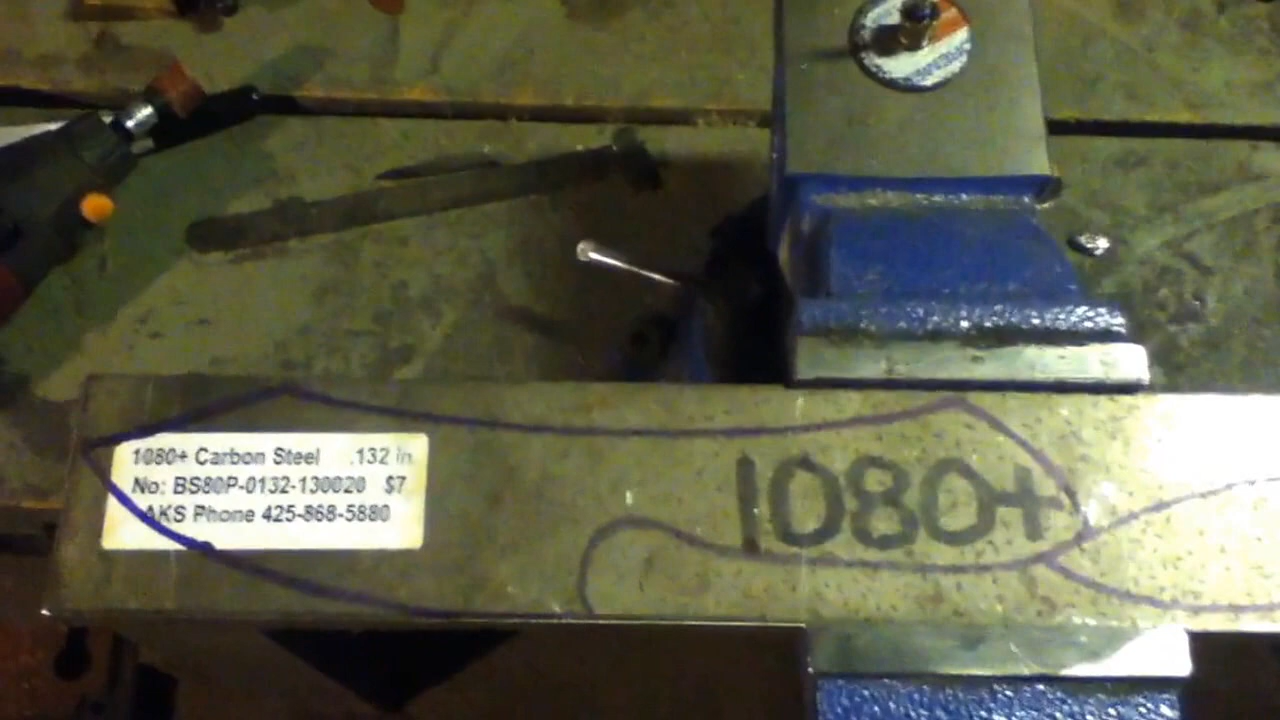 1080+ Carbon Steel .132 in
No: BS80P-0132-130020 $7
AKS Phone 425-868-5880
1080+